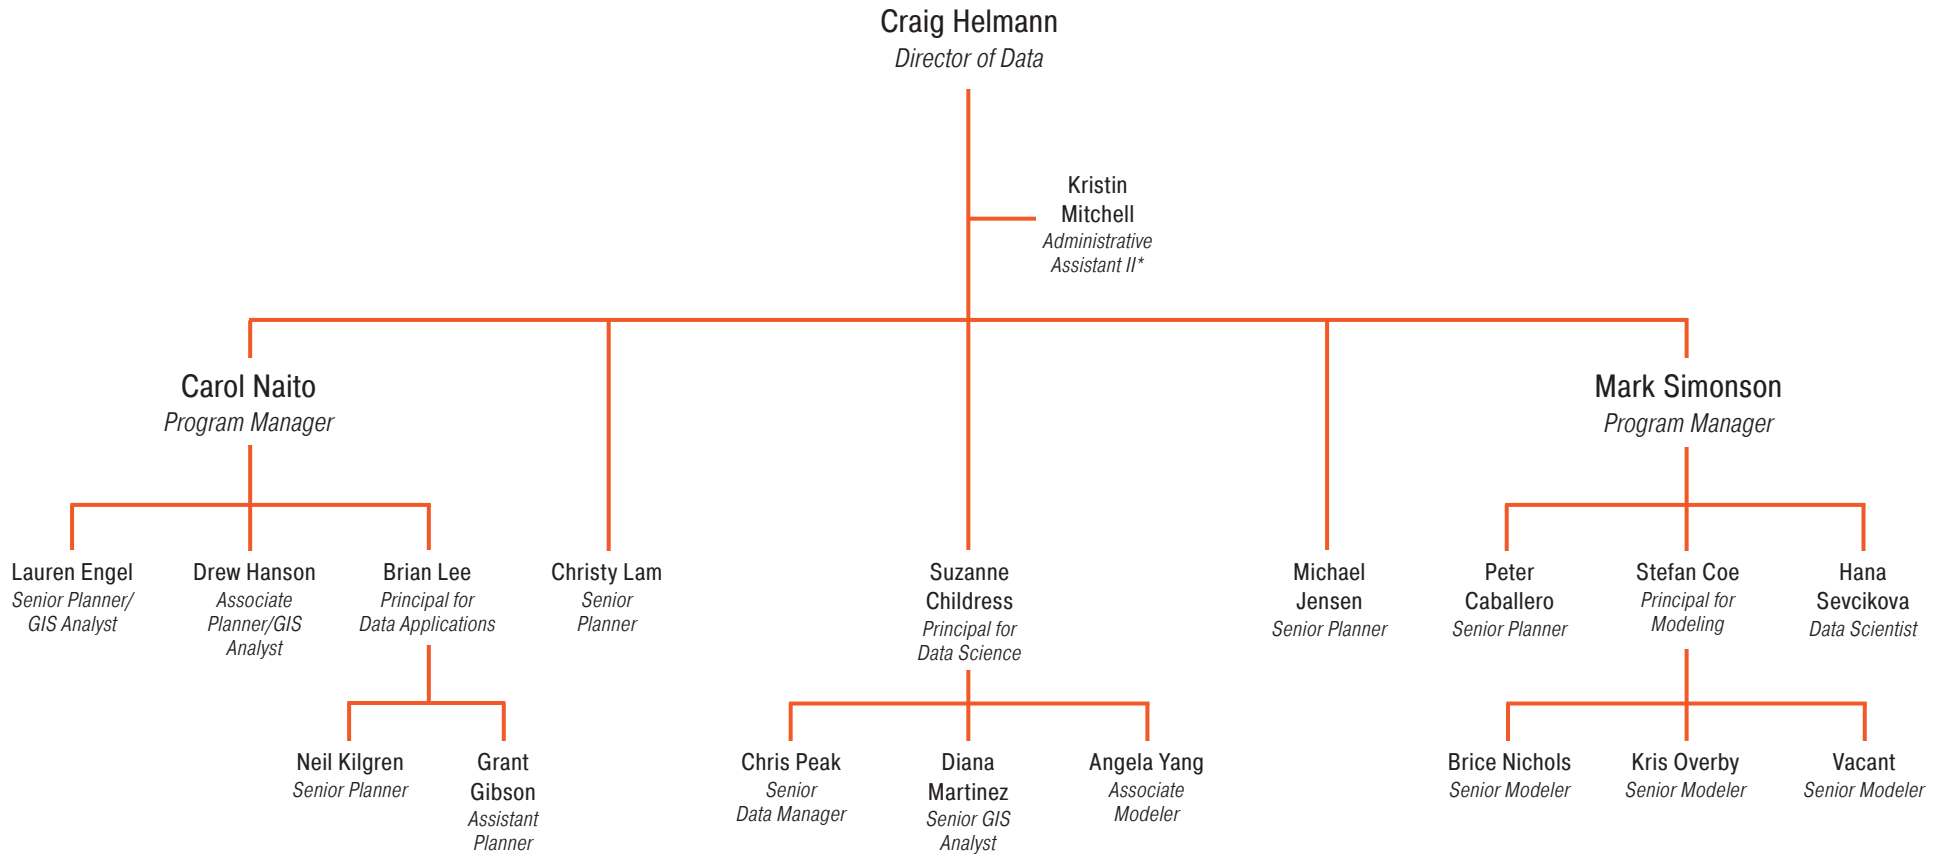 Craig Helmann
Director of Data
Kristin
Mitchell
Administrative
Assistant II*
Carol Naito
Program Manager
Mark Simonson
Program Manager
Lauren Engel
Senior Planner/
GIS Analyst
Drew Hanson
Associate
Planner/GIS
Analyst
Brian Lee
Principal for
Data Applications
Christy Lam
Senior
Planner
Suzanne
Childress
Principal for
Data Science
Michael
Jensen
Senior Planner
Peter
Caballero
Senior Planner
Stefan Coe
Principal for
Modeling
Hana
Sevcikova
Data Scientist
Neil Kilgren
Senior Planner
Grant
Gibson
Assistant
Planner
Chris Peak
Senior
Data Manager
Diana
Martinez
Senior GIS
Analyst
Angela Yang
Associate
Modeler
Brice Nichols
Senior Modeler
Kris Overby
Senior Modeler
Vacant
Senior Modeler